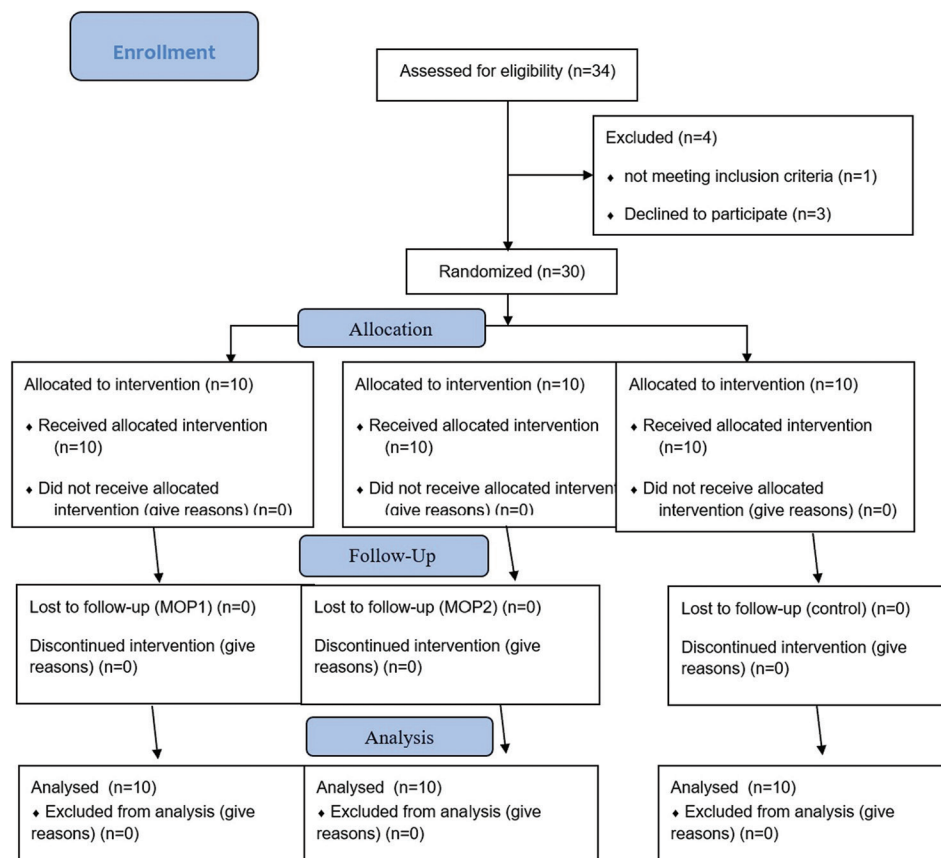 Enrollment
Assessed for eligibility (n=34)
Excluded (n=4)
♦ not meeting inclusion criteria (n=1)
♦ Declined to participate (n=3)
Randomized (n=30)
Allocation
Allocated to intervention (n=10)
♦ Received allocated intervention
(n=10)
♦ Did not receive allocated
intervention (give reasons) (n=0)
Allocated to intervention (n=10)
♦ Received allocated intervention
(n=10)
♦ Did not receive allocated intervent
(give reasons) (n=0)
Allocated to intervention (n=10)
♦ Received allocated intervention
(n=10)
♦ Did not receive allocated
intervention (give reasons) (n=0)
Follow-Up
Lost to follow-up (MOP1) (n=0)
Discontinued intervention (give
reasons) (n=0)
Lost to follow-up (MOP2) (n=0)
Discontinued intervention (give
reasons) (n=0)
Lost to follow-up (control) (n=0)
Discontinued intervention (give
reasons) (n=0)
Analysis
Analysed (n=10)
♦ Excluded from analysis (give
reasons) (n=0)
Analysed (n=10)
♦ Excluded from analysis (give
reasons) (n=0)
Analysed (n=10)
♦ Excluded from analysis (give
reasons) (n=0)